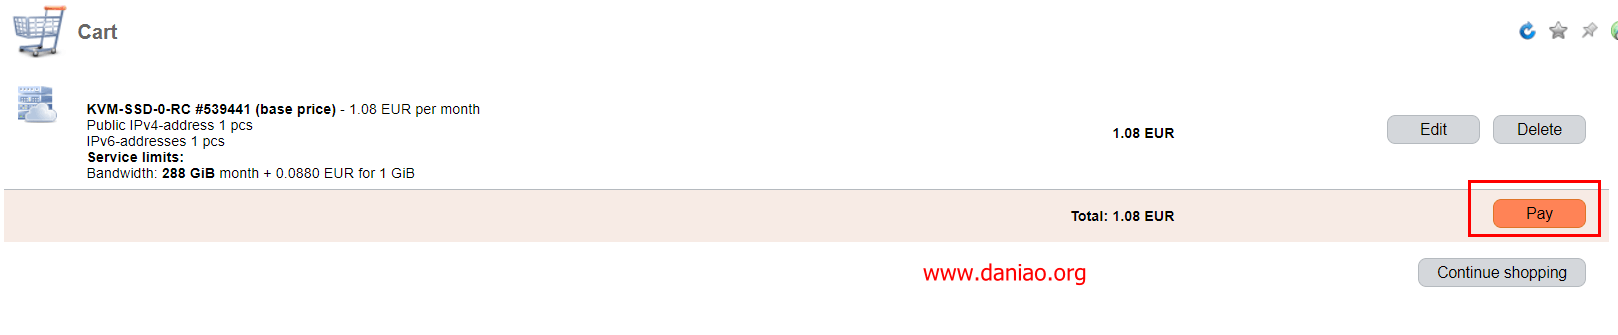 Cart
KVM-SSD-0-RC #539441 (base price) - 1.08 EUR per month
Public IPv4-address 1 pcs
IPv6-addresses 1 pcs
1.08 EUR
Edit
Delete
Service limits:
Bandwidth: 288 GiB month + 0.0880 EUR for 1 GiB
Total: 1.08 EUR
Pay
www.daniao.org
Continue shopping